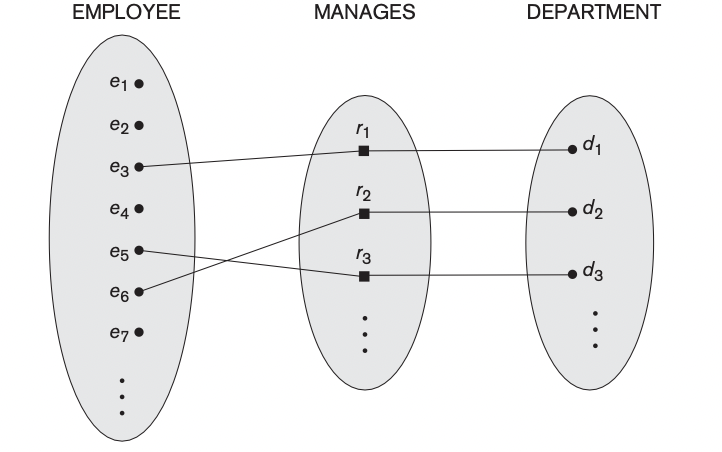 EMPLOYEE MANAGES DEPARTMENT
e1
e2
e3
e4
e5
e6
e7
r1
r2
r3
d1
d2
d3